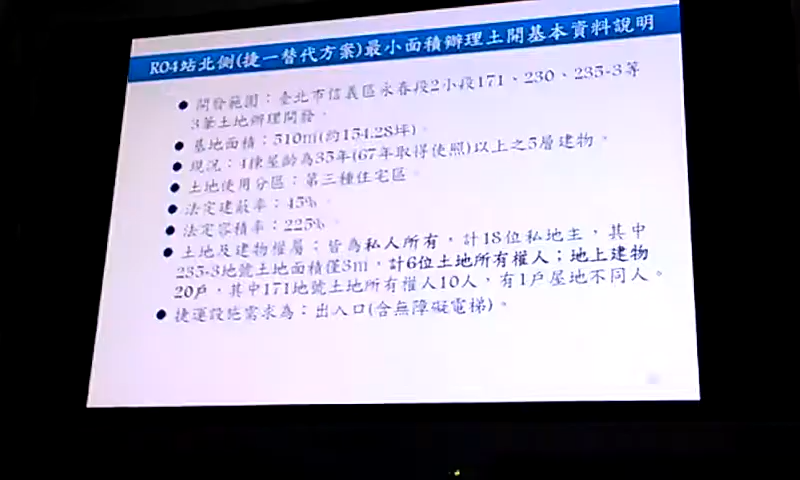 R04站北側(捷一替代方案)最小面積辦理土開基本資料說明
● 開發範圍：臺北市信義區永春段2小段171、230、235-3等
3筆土地辦理開發。
● 基地面積：510㎡(約154.28坪)。
● 現況：4棟屋齡為35年(67年取得使照)以上之5層建物。
● 土地使用分區：第三種住宅區。
● 法定建蔽率：45%。
● 法定容積率：225%。
● 土地及建物權屬：皆為私人所有，計18位私地主，其中
235-3地號土地面積僅3㎡，計6位土地所有權人；地上建物
20戶，其中171地號土地所有權人10人，有1戶屋地不同人。
● 捷運設施需求為：出入口(含無障礙電梯)。